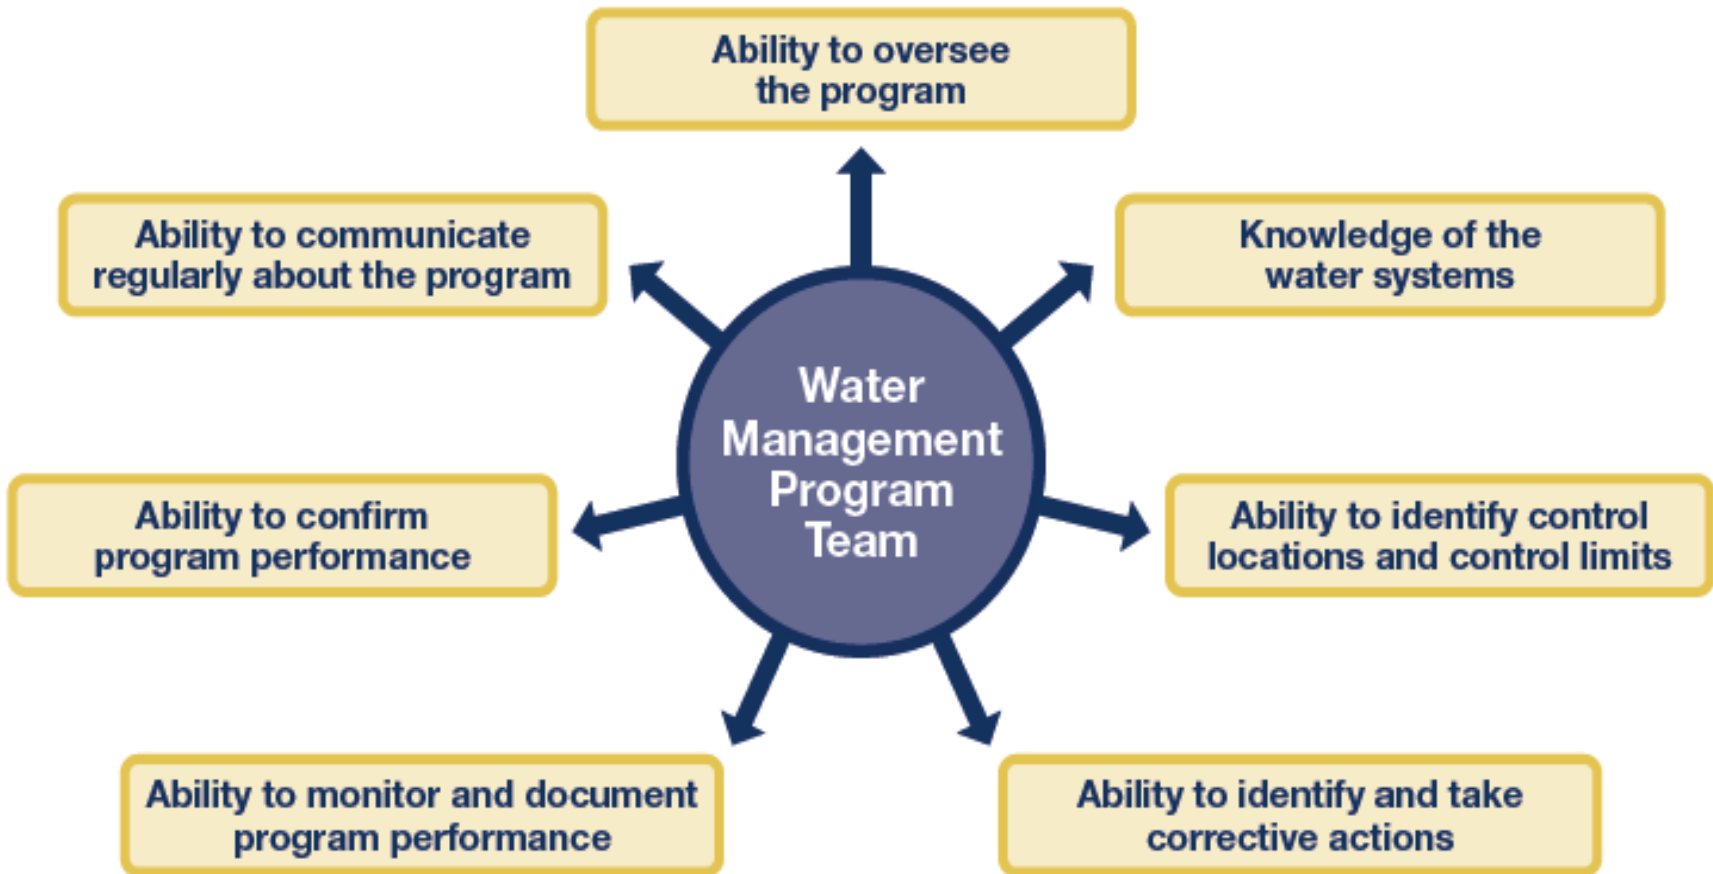 Ability to oversee
the program
Knowledge of the
water systems
Ability to identify control
locations and control limits
Ability to identify and take
corrective actions
Ability to monitor and document
program performance
Ability to confirm
program performance
Ability to communicate
regularly about the program
Water
Management
Program
Team